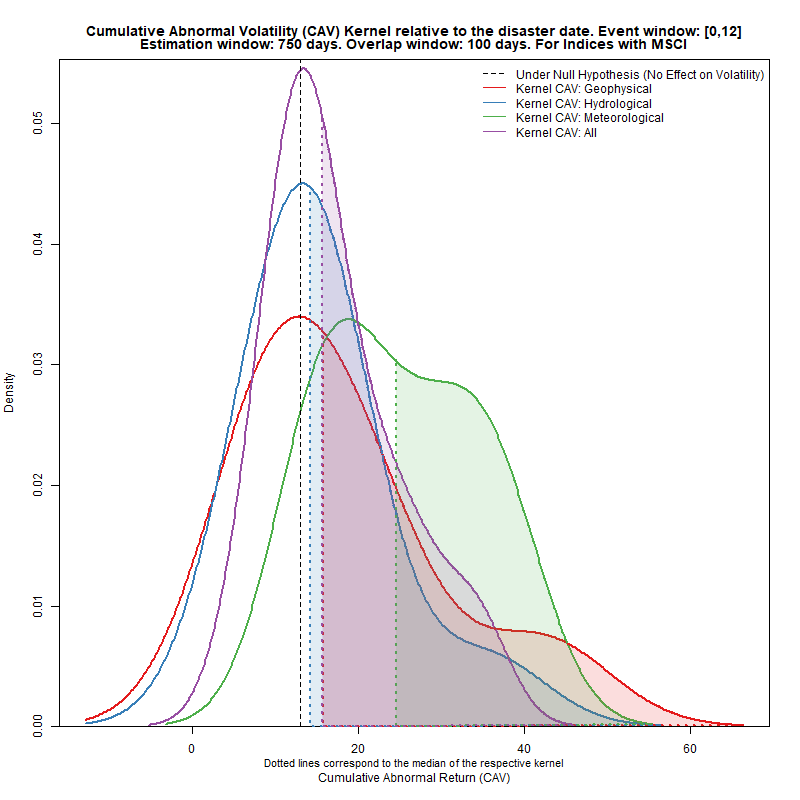 Cumulative Abnormal Volatility (CAV) Kernel relative to the disaster date. Event window: [0,12]
Estimation window: 750 days. Overlap window: 100 days. For Indices with MSCI
Under Null Hypothesis (No Effect on Volatility)
Kernel CAV: Geophysical
Kernel CAV: Hydrological
Kernel CAV: Meteorological
Kernel CAV: All
0.05
0.04
0.03
0.02
0.01
0.00
Density
0 20 40 60
Dotted lines correspond to the median of the respective kernel
Cumulative Abnormal Return (CAV)